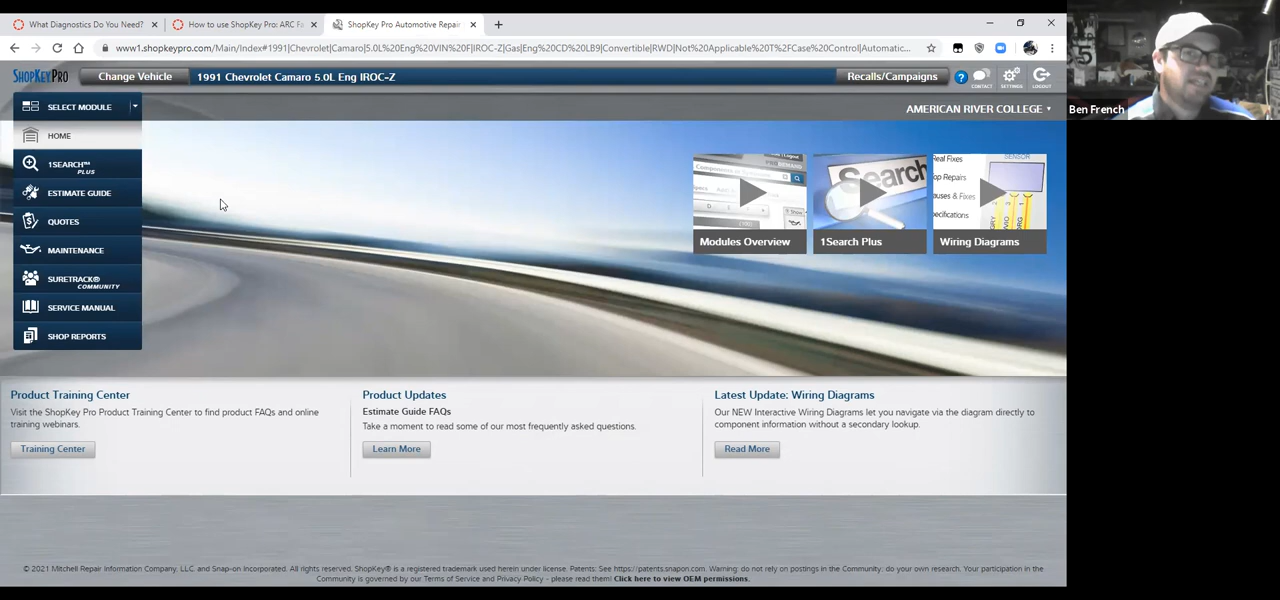 What Diagnostics Do You Need?
How to use ShopKey Pro: ARC Fa
ShopKey Pro Automotive Repair
www1.shopkeypro.com/Main/Index#1991|Chevrolet|Camaro|5.0L%20Eng%20VIN%20F|IROC-Z|Gas|Eng%20CD%20LB9|Convertible|RWD|Not%20Applicable%20T%2FCase%20Control|Automatic...
SHOPKEY PRO
Change Vehicle
1991 Chevrolet Camaro 5.0L Eng IROC-Z
Recalls/Campaigns
?
CONTACT
SETTINGS
LOGOUT
SELECT MODULE
AMERICAN RIVER COLLEGE
Ben French
HOME
1SEARCH™
PLUS
ESTIMATE GUIDE
QUOTES
MAINTENANCE
SURETRACK®
COMMUNITY
SERVICE MANUAL
SHOP REPORTS
Search
Real Fixes
SENSOR
Modules Overview
1Search Plus
Wiring Diagrams
Product Training Center
Visit the ShopKey Pro Product Training Center to find product FAQs and online
training webinars.
Training Center
Product Updates
Estimate Guide FAQs
Take a moment to read some of our most frequently asked questions.
Learn More
Latest Update: Wiring Diagrams
Our NEW Interactive Wiring Diagrams let you navigate via the diagram directly to
component information without a secondary lookup.
Read More
© 2021 Mitchell Repair Information Company, LLC. and Snap-on Incorporated. All rights reserved. ShopKey® is a registered trademark used herein under license. Patents: See https://patents.snapon.com. Warning: do not rely on postings in the Community: do your own research. Your participation in the
Community is governed by our Terms of Service and Privacy Policy - please read them! Click here to view OEM permissions.